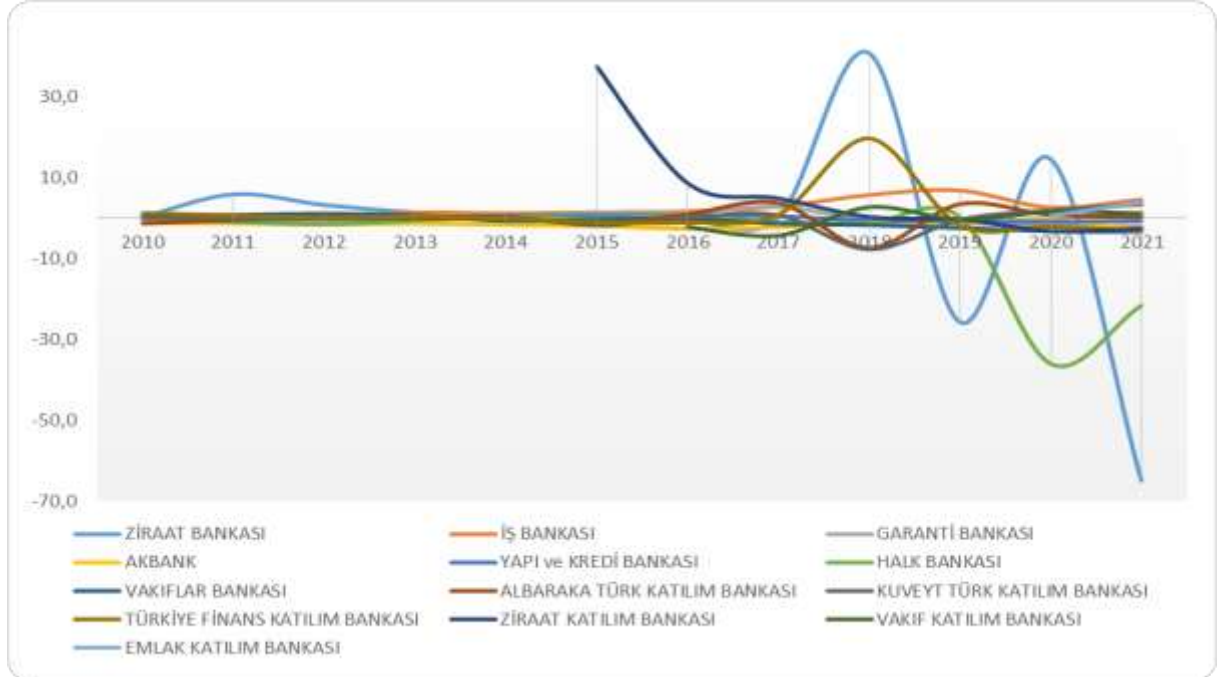 30,0
10,0
2010 2011 2012 2013 2014 2015 2016 2017 2018 2019 2020 2021
-10,0
-30,0
-50,0
-70,0
ZİRAAT BANKASI İŞ BANKASI GARANTİ BANKASI
AKBANK YAPI ve KREDİ BANKASI HALK BANKASI
VAKIFLAR BANKASI ALBARAKA TÜRK KATILIM BANKASI KUVEYT TÜRK KATILIM BANKASI
TÜRKİYE FİNANS KATILIM BANKASI ZİRAAT KATILIM BANKASI VAKIF KATILIM BANKASI
EMLAK KATILIM BANKASI